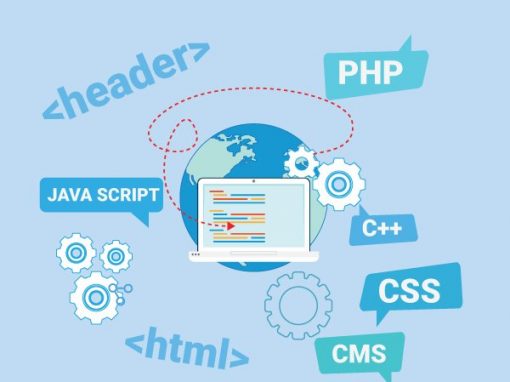 <header>
PHP
JAVA SCRIPT
C++
CSS
<html>
CMS